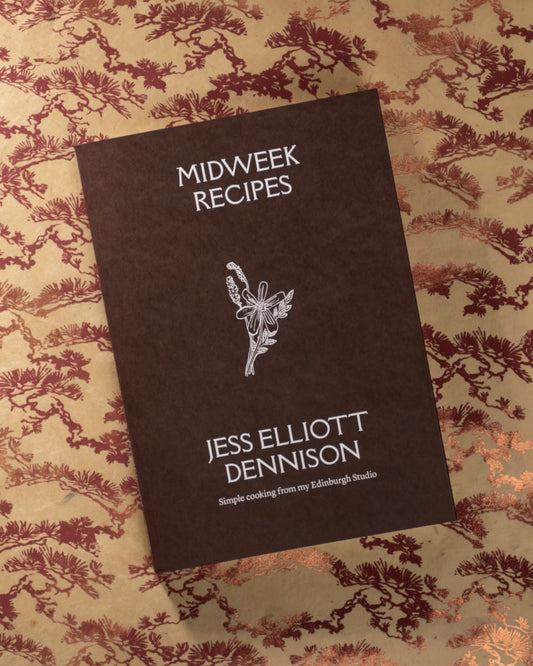 MIDWEEK
RECIPES
JESS ELLIOTT
DENNISON
Simple cooking from my Edinburgh Studio